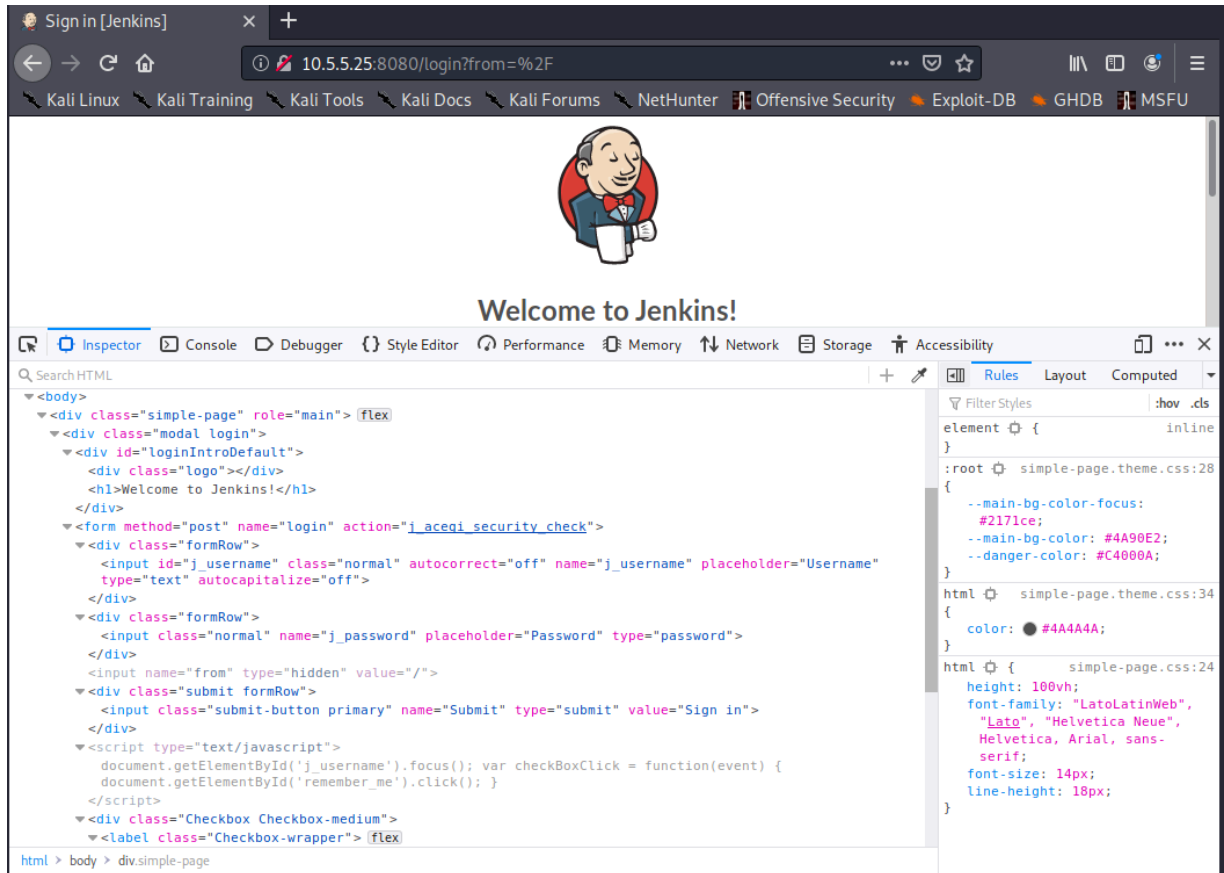 Sign in [Jenkins]
10.5.5.25:8080/login?from=%2F
Kali Linux Kali Training Kali Tools Kali Docs Kali Forums NetHunter Offensive Security Exploit-DB GHDB MSFU
Welcome to Jenkins!
Inspector Console Debugger {} Style Editor Performance Memory Network Storage Accessibility
Search HTML
<body>
<div class="simple-page" role="main"> flex
<div class="modal login">
<div id="loginIntroDefault">
<div class="logo"></div>
<h1>Welcome to Jenkins!</h1>
</div>
<form method="post" name="login" action="j_acegi_security_check">
<div class="formRow">
<input id="j_username" class="normal" autocorrect="off" name="j_username" placeholder="Username"
type="text" autocapitalize="off">
</div>
<div class="formRow">
<input class="normal" name="j_password" placeholder="Password" type="password">
</div>
<input name="from" type="hidden" value="/">
<div class="submit formRow">
<input class="submit-button primary" name="Submit" type="submit" value="Sign in">
</div>
<script type="text/javascript">
document.getElementById('j_username').focus(); var checkBoxClick = function(event) {
document.getElementById('remember_me').click(); }
</script>
<div class="Checkbox Checkbox-medium">
<label class="Checkbox-wrapper"> flex
html > body > div.simple-page
Rules Layout Computed
Filter Styles :hov .cls
element { inline
}
:root simple-page.theme.css:28
{
--main-bg-color-focus:
#2171ce;
--main-bg-color: #4A90E2;
--danger-color: #C4000A;
}
html simple-page.theme.css:34
{
color: #4A4A4A;
}
html { simple-page.css:24
height: 100vh;
font-family: "LatoLatinWeb",
"Lato", "Helvetica Neue",
Helvetica, Arial, sans-
serif;
font-size: 14px;
line-height: 18px;
}